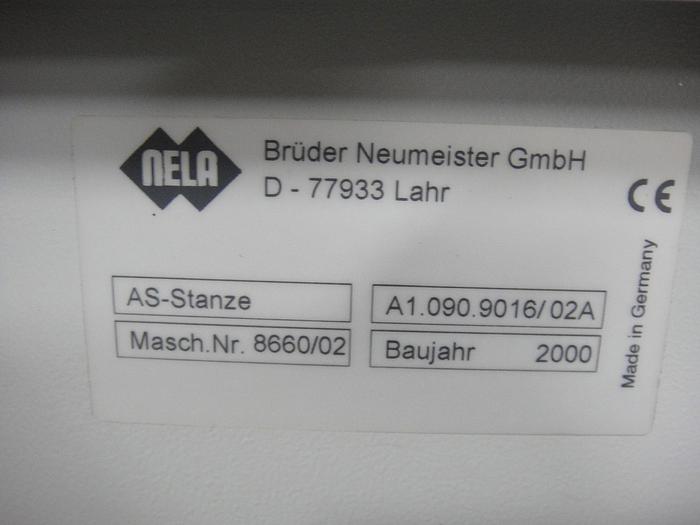 NELA
Brüder Neumeister GmbH
D - 77933 Lahr
CE
AS-Stanze
A1.090.9016/02A
Masch.Nr. 8660/02
Baujahr 2000
Made in Germany